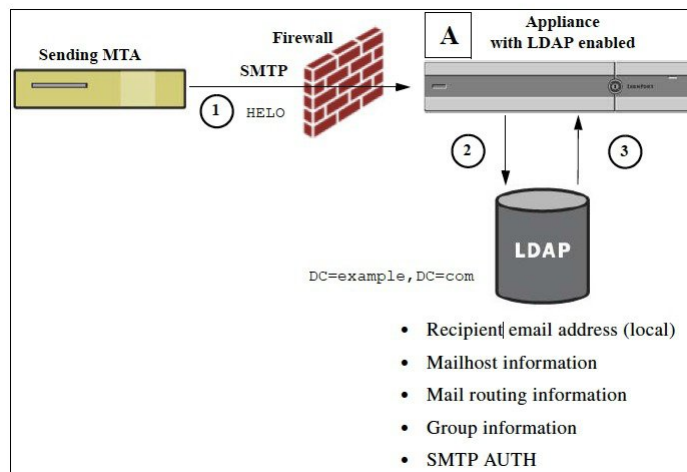 Sending MTA
Firewall
A
Appliance
with LDAP enabled
SMTP
1
HELO
2
3
LDAP
DC=example,DC=com
• Recipient email address (local)
• Mailhost information
• Mail routing information
• Group information
• SMTP AUTH